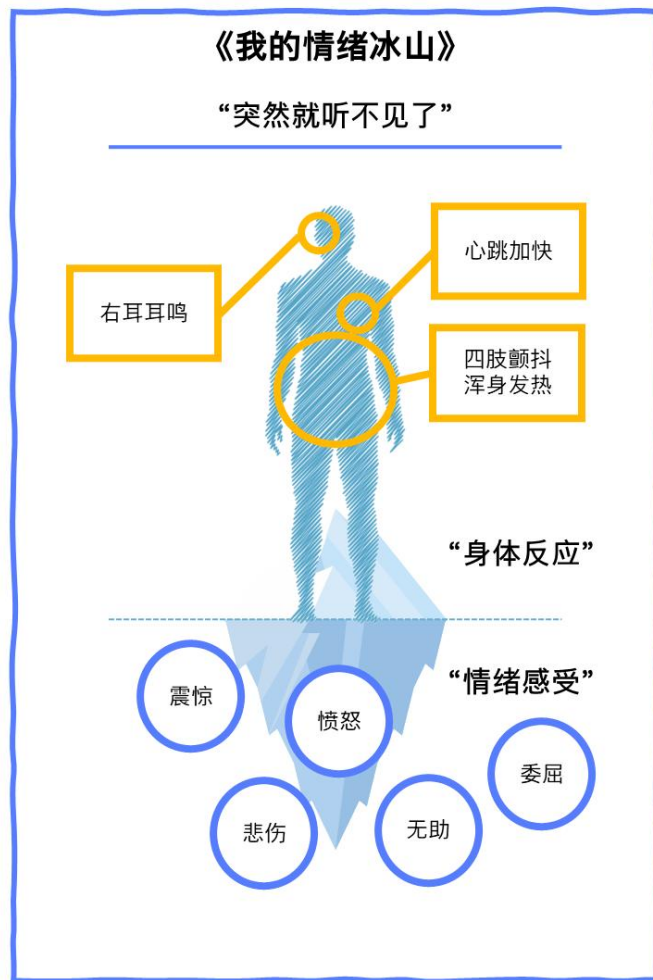 《我的情绪冰山》
“突然就听不见了”
心跳加快
右耳耳鸣
四肢颤抖
浑身发热
“身体反应”
“情绪感受”
震惊
愤怒
委屈
悲伤
无助